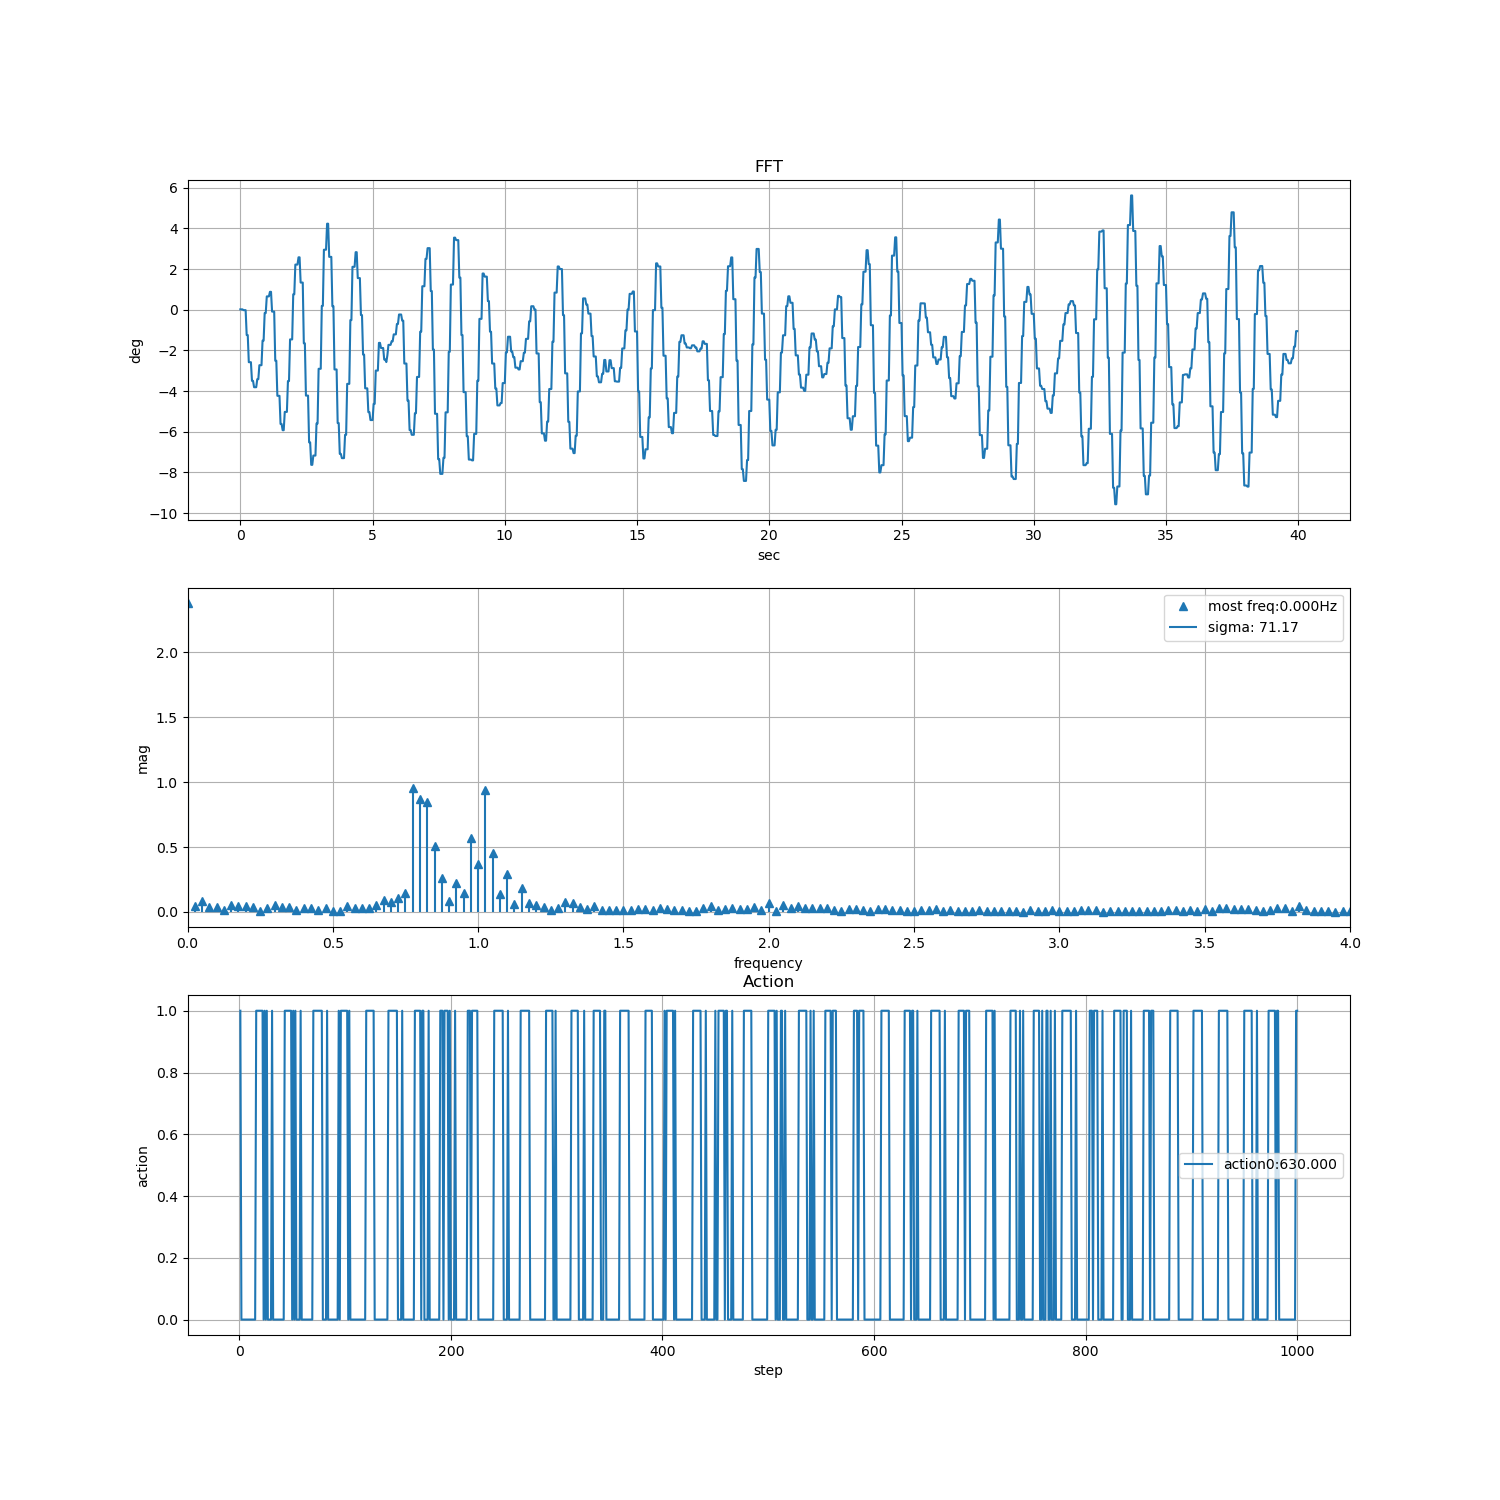 FFT
6
4
2
0
−2
−4
−6
−8
−10
deg
0 5 10 15 20 25 30 35 40
sec
most freq:0.000Hz
sigma: 71.17
2.0
1.5
1.0
0.5
0.0
mag
0.0 0.5 1.0 1.5 2.0 2.5 3.0 3.5 4.0
frequency
Action
1.0
0.8
0.6
0.4
0.2
0.0
action
action0:630.000
0 200 400 600 800 1000
step